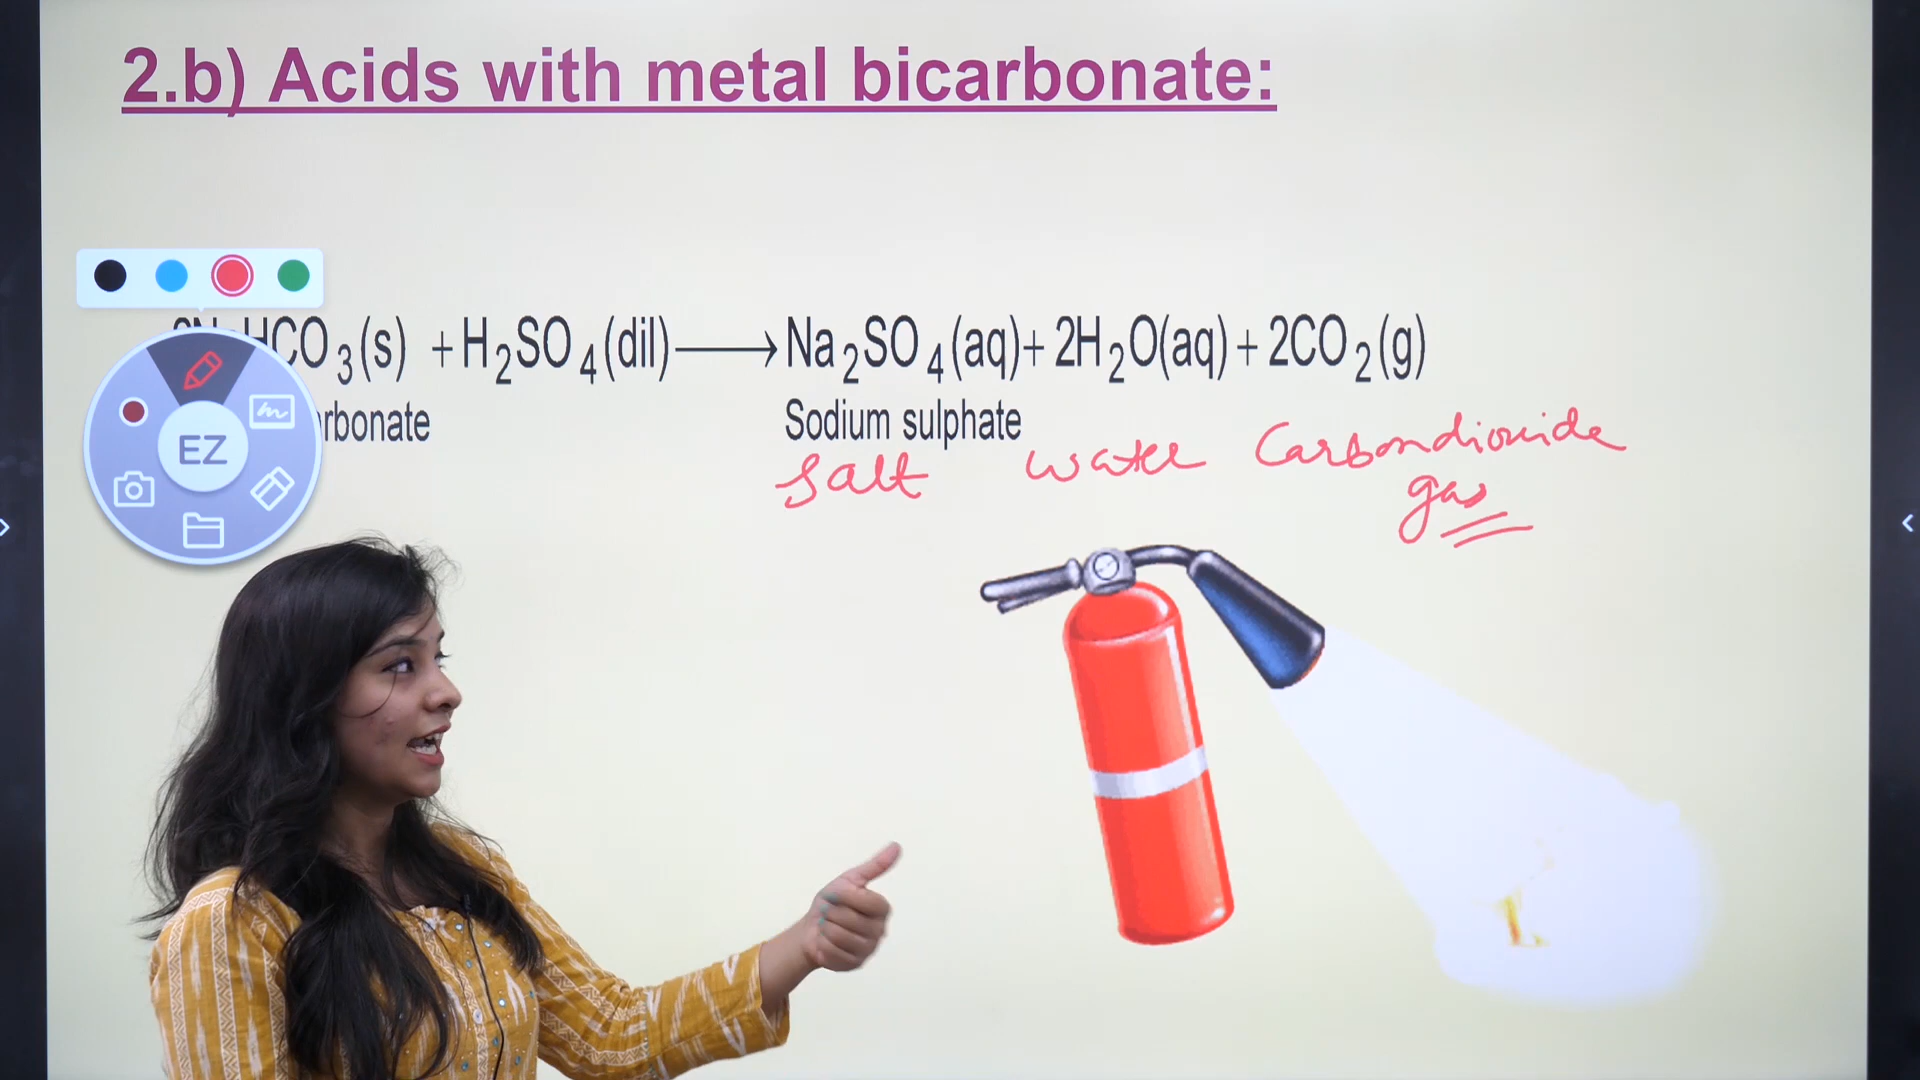 2.b) Acids with metal bicarbonate:
HCO₃(s) + H₂SO₄(dil) ⟶ Na₂SO₄(aq)+ 2H₂O(aq) + 2CO₂(g)
rbonate Sodium sulphate
Salt water Carbondioxide
gas
EZ